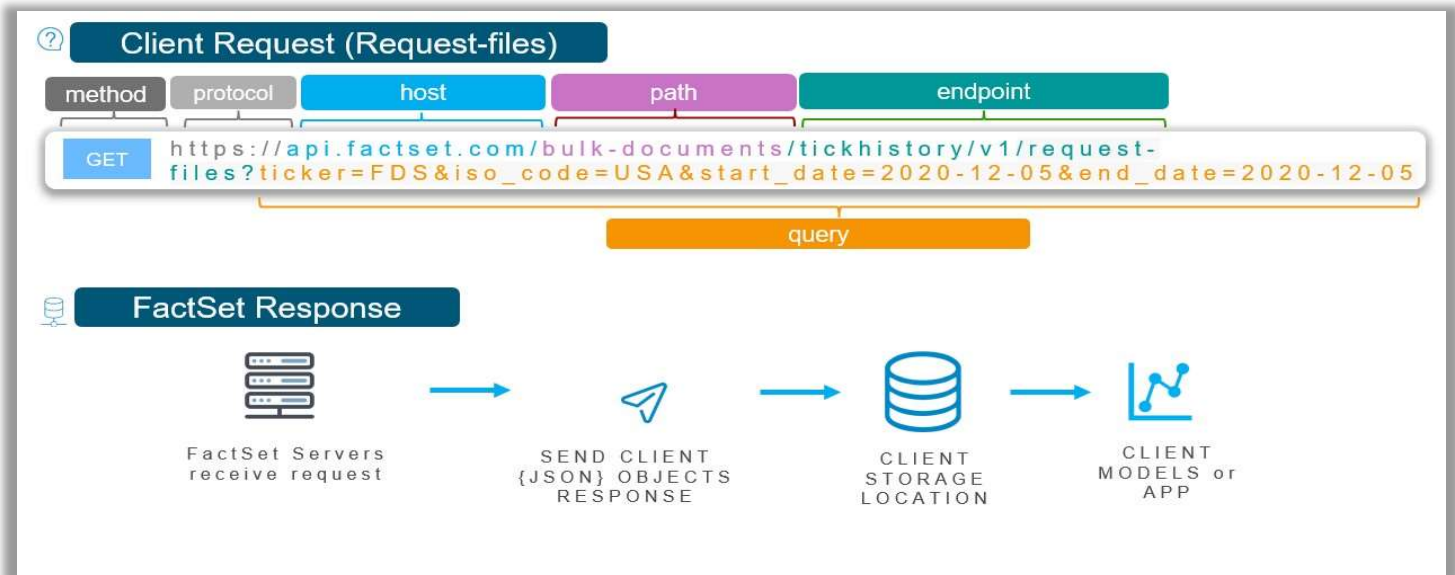 Client Request (Request-files)
method protocol host path endpoint
GET https://api.factset.com/bulk-documents/tickhistory/v1/request-
files?ticker=FDS&iso_code=USA&start_date=2020-12-05&end_date=2020-12-05
query
FactSet Response
FactSet Servers
receive request
SEND CLIENT
{JSON} OBJECTS
RESPONSE
CLIENT
STORAGE
LOCATION
CLIENT
MODELS or
APP